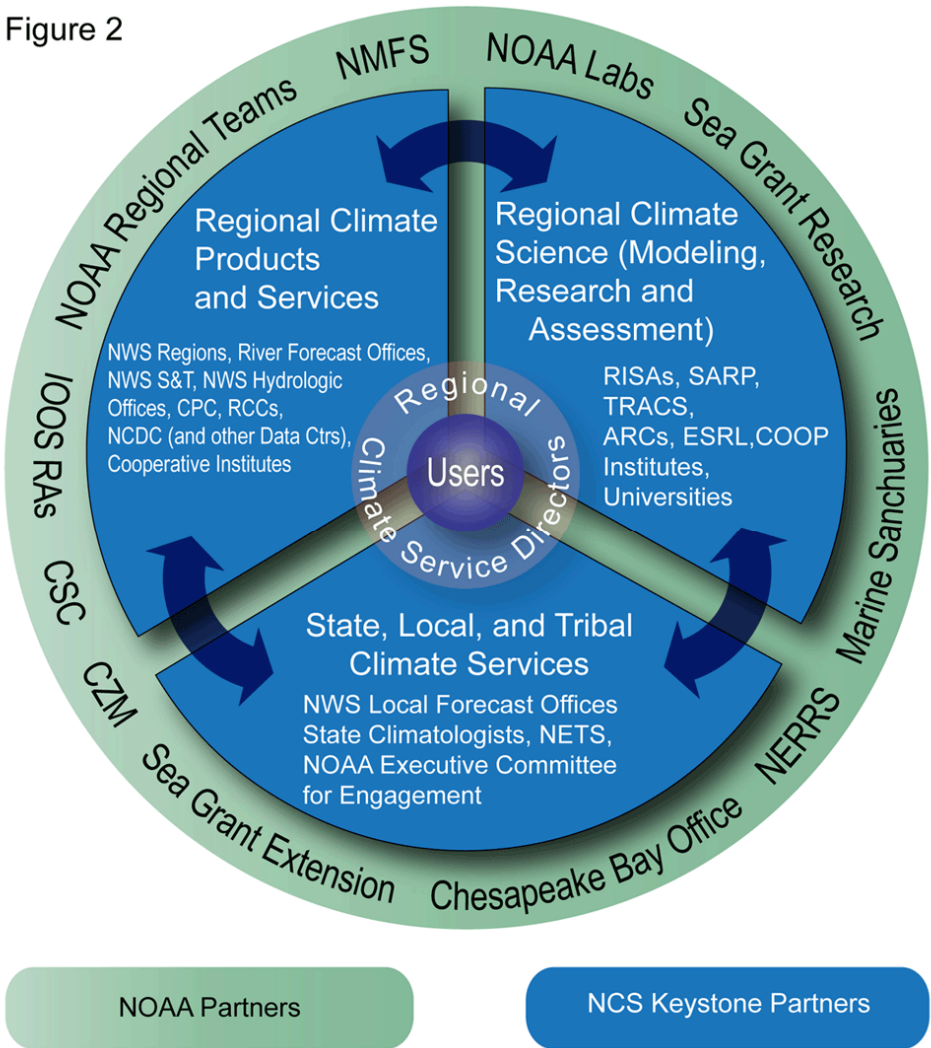 Figure 2
NMFS
NOAA Labs
Sea Grant Research
Marine Sanchuaries
NERRS
Chesapeake Bay Office
Sea Grant Extension
CZM
CSC
IOOS RAs
NOAA Regional Teams
Regional Climate
Products
and Services
NWS Regions, River Forecast Offices,
NWS S&T, NWS Hydrologic
Offices, CPC, RCCs,
NCDC (and other Data Ctrs),
Cooperative Institutes
Regional Climate
Science (Modeling,
Research and
Assessment)
RISAs, SARP,
TRACS,
ARCs, ESRL,COOP
Institutes,
Universities
Regional
Climate Service Directors
Users
State, Local, and Tribal
Climate Services
NWS Local Forecast Offices
State Climatologists, NETS,
NOAA Executive Committee
for Engagement
NOAA Partners
NCS Keystone Partners